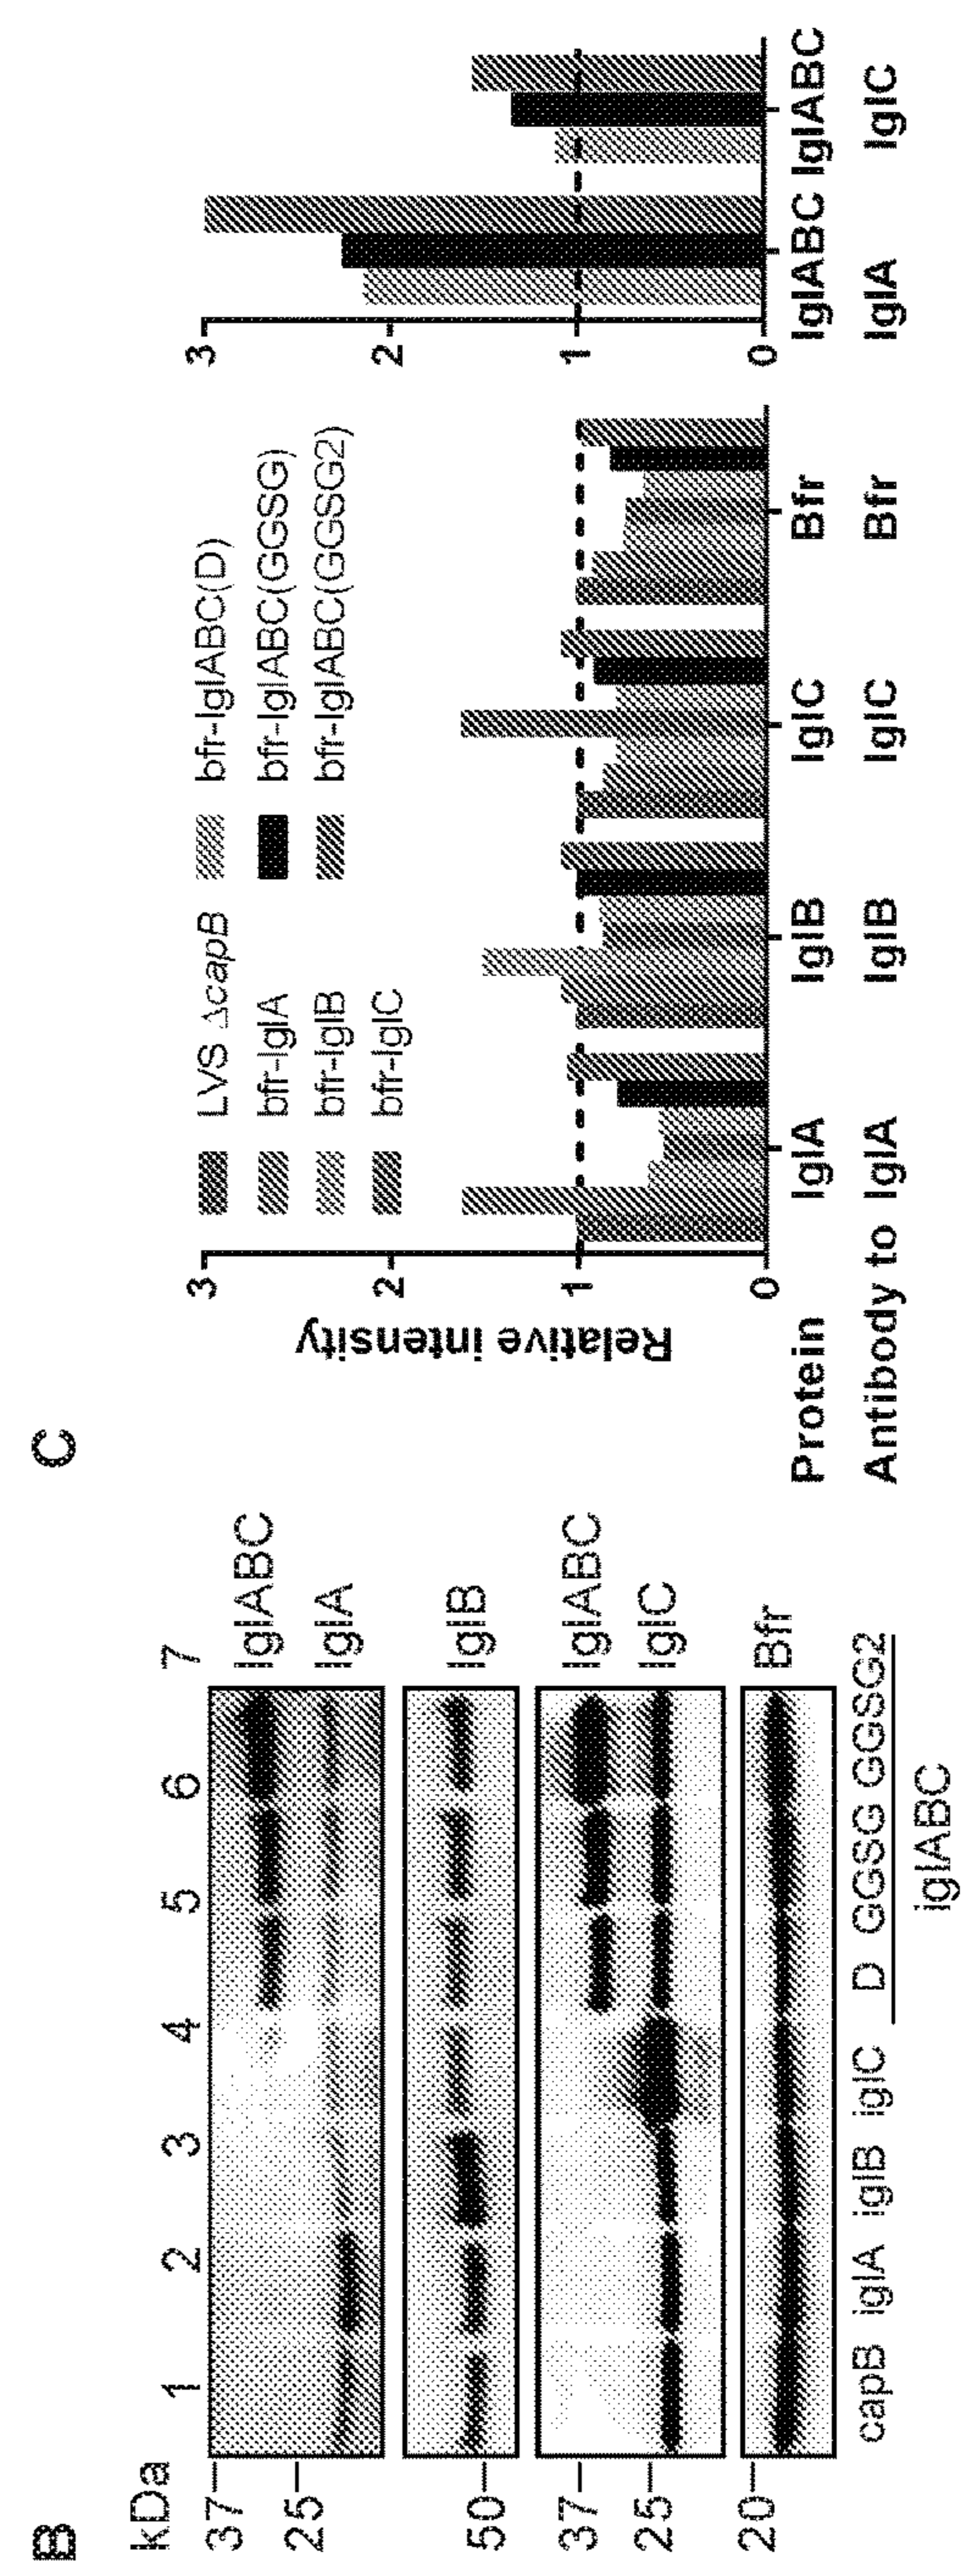 B
kDa
1 2 3 4 5 6 7
37
25
IglABC
IglA
50
IglB
37
25
IglABC
IglC
20
Bfr
capB iglA iglB iglC D GGSG GGSG2
iglABC
C
LVS ΔcapB
bfr-IglA
bfr-IglB
bfr-IglC
bfr-IglABC(D)
bfr-IglABC(GGSG)
bfr-IglABC(GGSG2)
Relative intensity
3
2
1
0
3
2
1
0
Protein IglA IglB IglC Bfr IglABC IglABC
Antibody to IglA IglB IglC Bfr IglA IglC